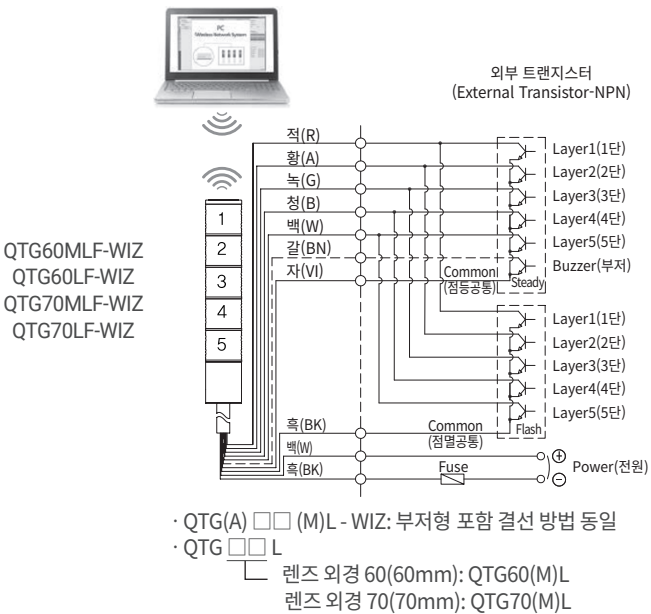 PC
Wireless Network System
외부 트랜지스터
(External Transistor-NPN)
적(R)
황(A)
녹(G)
청(B)
백(W)
갈(BN)
자(VI)
Layer1(1단)
Layer2(2단)
Layer3(3단)
Layer4(4단)
Layer5(5단)
Buzzer(부저)
Common
(점등공통)
Steady
1
2
3
4
5
QTG60MLF-WIZ
QTG60LF-WIZ
QTG70MLF-WIZ
QTG70LF-WIZ
Layer1(1단)
Layer2(2단)
Layer3(3단)
Layer4(4단)
Layer5(5단)
Flash
흑(BK)
Common
(점멸공통)
백(W)
흑(BK)
Fuse
⊕
⊖
Power(전원)
· QTG(A) □□ (M)L - WIZ: 부저형 포함 결선 방법 동일
· QTG □□ L
렌즈 외경 60(60mm): QTG60(M)L
렌즈 외경 70(70mm): QTG70(M)L